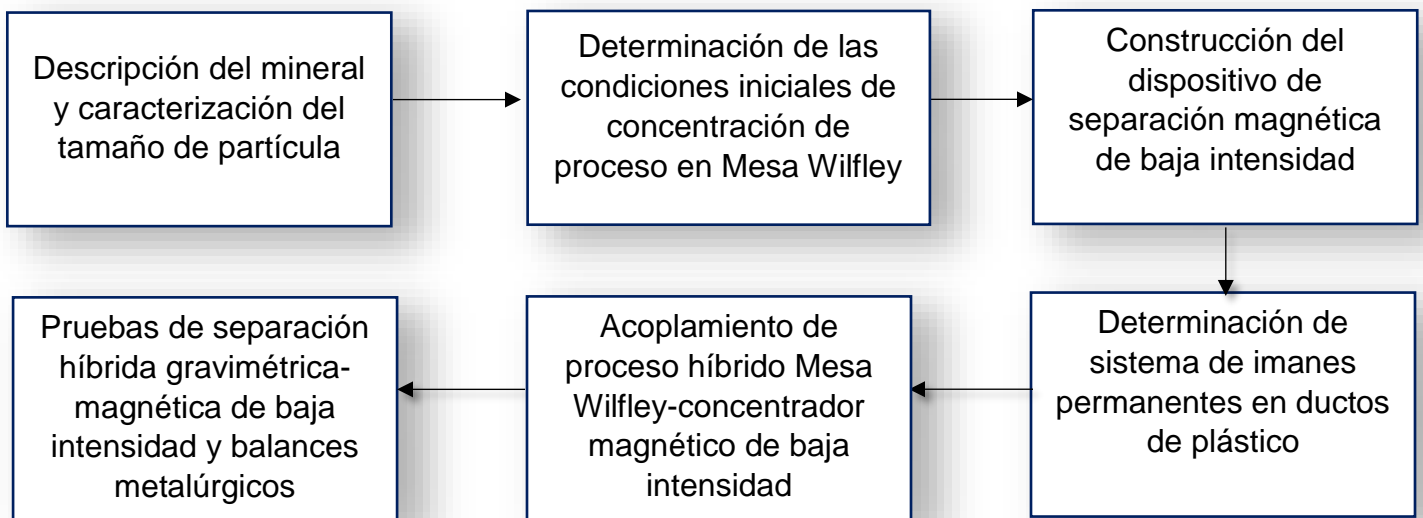 Descripción del mineral
y caracterización del
tamaño de partícula
Determinación de las
condiciones iniciales de
concentración de
proceso en Mesa Wilfley
Construcción del
dispositivo de
separación magnética
de baja intensidad
Determinación de
sistema de imanes
permanentes en ductos
de plástico
Acoplamiento de
proceso híbrido Mesa
Wilfley-concentrador
magnético de baja
intensidad
Pruebas de separación
híbrida gravimétrica-
magnética de baja
intensidad y balances
metalúrgicos